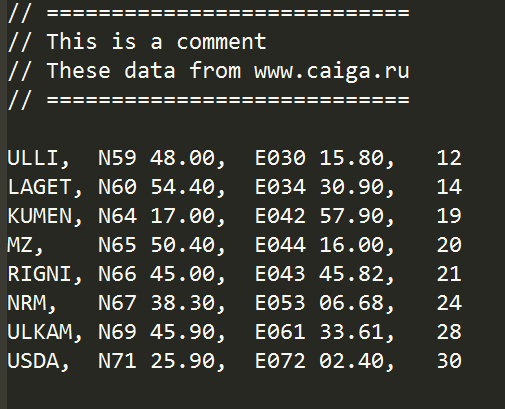 // ============================
// This is a comment
// These data from www.caiga.ru
// ============================
ULLI, N59 48.00, E030 15.80, 12
LAGET, N60 54.40, E034 30.90, 14
KUMEN, N64 17.00, E042 57.90, 19
MZ, N65 50.40, E044 16.00, 20
RIGNI, N66 45.00, E043 45.82, 21
NRM, N67 38.30, E053 06.68, 24
ULKAM, N69 45.90, E061 33.61, 28
USDA, N71 25.90, E072 02.40, 30